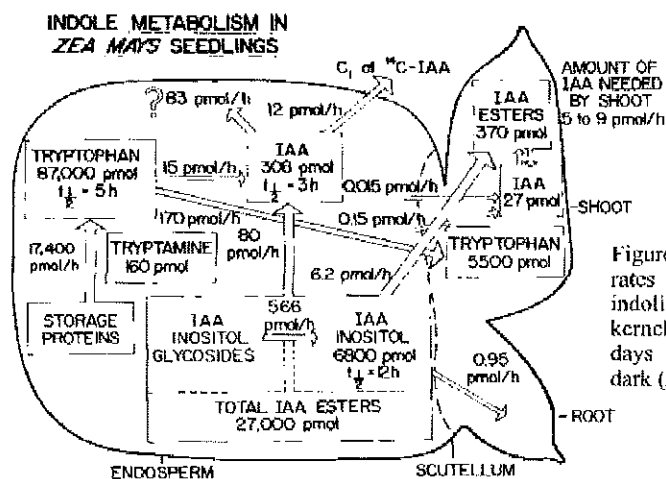 INDOLE METABOLISM IN
ZEA MAYS SEEDLINGS
C1 of 14C-IAA
AMOUNT OF
IAA NEEDED
BY SHOOT
5 to 9 pmol/h
? 83 pmol/h
12 pmol/h
IAA
ESTERS
370 pmol
TRYPTOPHAN
87,000 pmol
t 1/2 = 5h
15 pmol/h
IAA
308 pmol
t 1/2 = 3h
0.015 pmol/h
IAA
27 pmol
SHOOT
170 pmol/h
0.15 pmol/h
17,400
pmol/h
TRYPTAMINE
160 pmol
80
pmol/h
6.2 pmol/h
TRYPTOPHAN
5500 pmol
STORAGE
PROTEINS
IAA
INOSITOL
GLYCOSIDES
566
pmol/h
IAA
INOSITOL
6800 pmol
t 1/2 = 12h
0.95
pmol/h
TOTAL IAA ESTERS
27,000 pmol
ROOT
ENDOSPERM
SCUTELLUM
Figure
rates
indoli
kernel
days
dark (